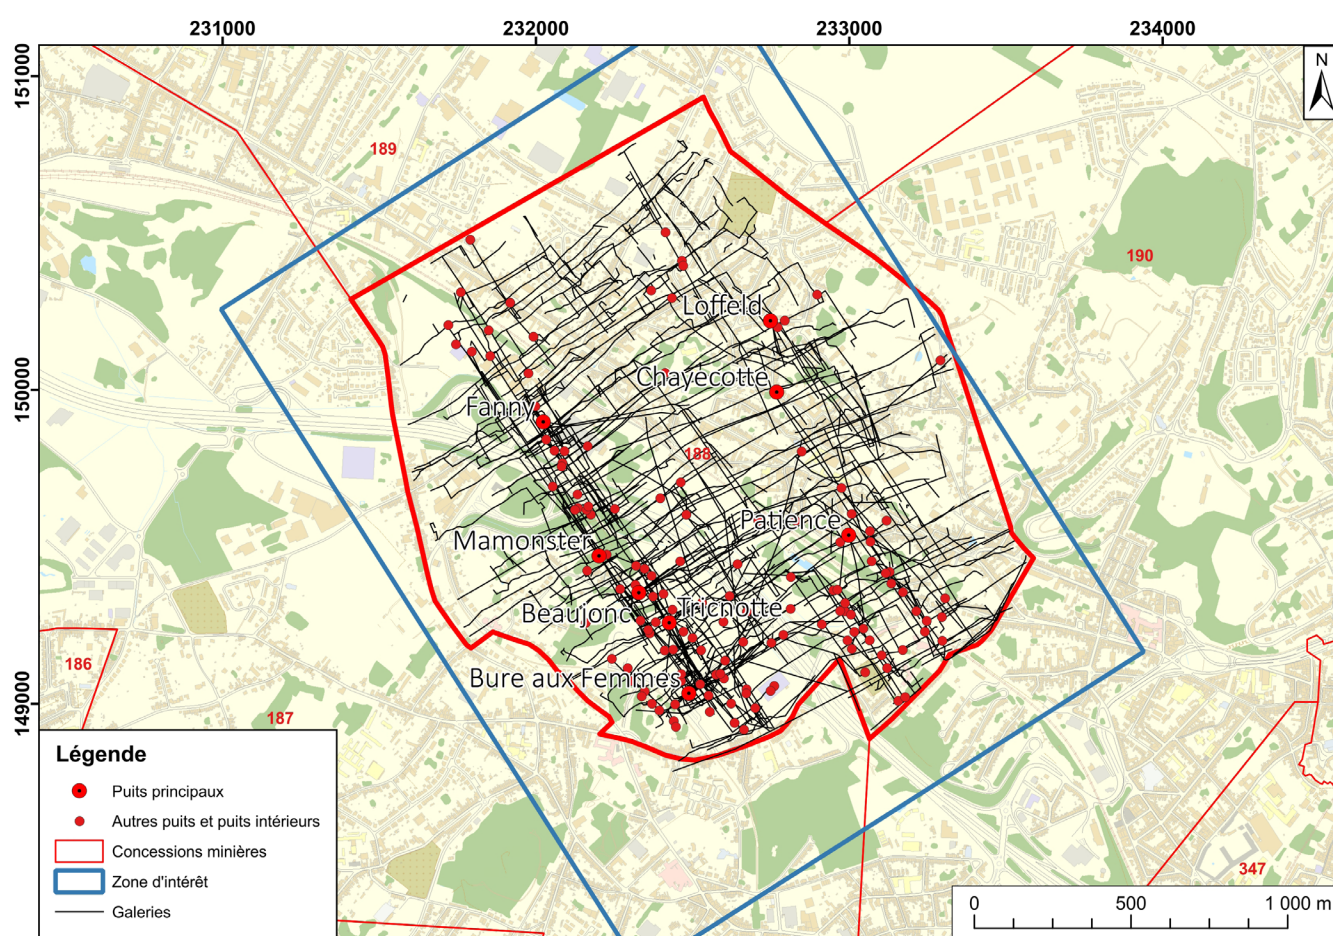 231000
232000
233000
234000
151000
N
189
190
Loffeld
150000
Chayecotte
Fanny
188
Patience
Mamonster
Beaujonc
Tricnotte
186
Bure aux Femmes
149000
187
Légende
Puits principaux
Autres puits et puits intérieurs
Concessions minières
Zone d'intérêt
Galeries
347
0 500 1 000 m